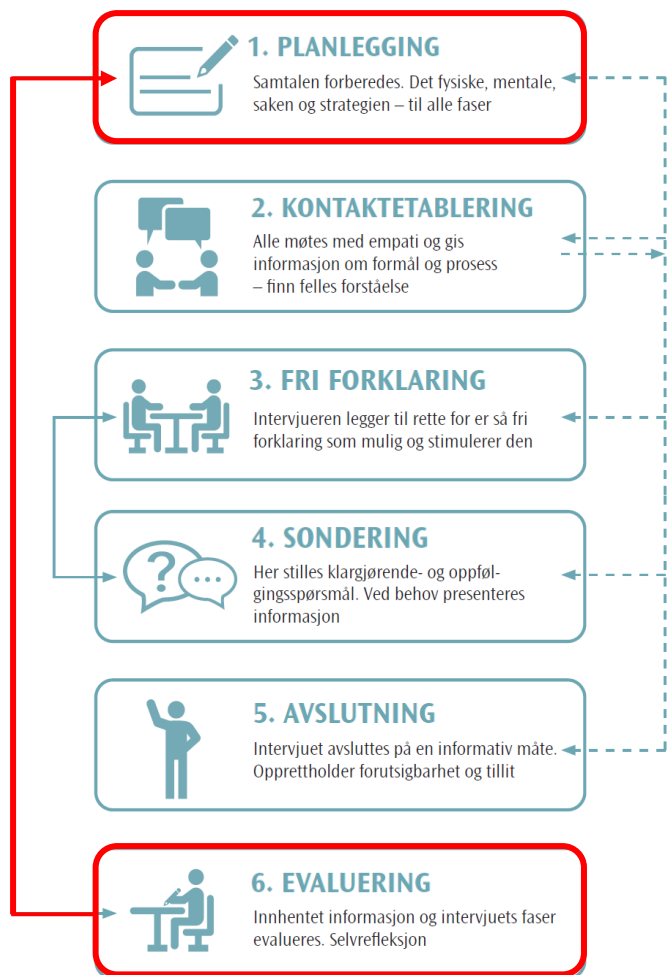 1. PLANLEGGING
Samtalen forberedes. Det fysiske, mentale,
saken og strategien – til alle faser
2. KONTAKTETABLERING
Alle møtes med empati og gis
informasjon om formål og prosess
– finn felles forståelse
3. FRI FORKLARING
Intervjueren legger til rette for er så fri
forklaring som mulig og stimulerer den
4. SONDERING
Her stilles klargjørende- og oppføl-
gingsspørsmål. Ved behov presenteres
informasjon
5. AVSLUTNING
Intervjuet avsluttes på en informativ måte.
Opprettholder forutsigbarhet og tillit
6. EVALUERING
Innhentet informasjon og intervjuets faser
evalueres. Selvrefleksjon